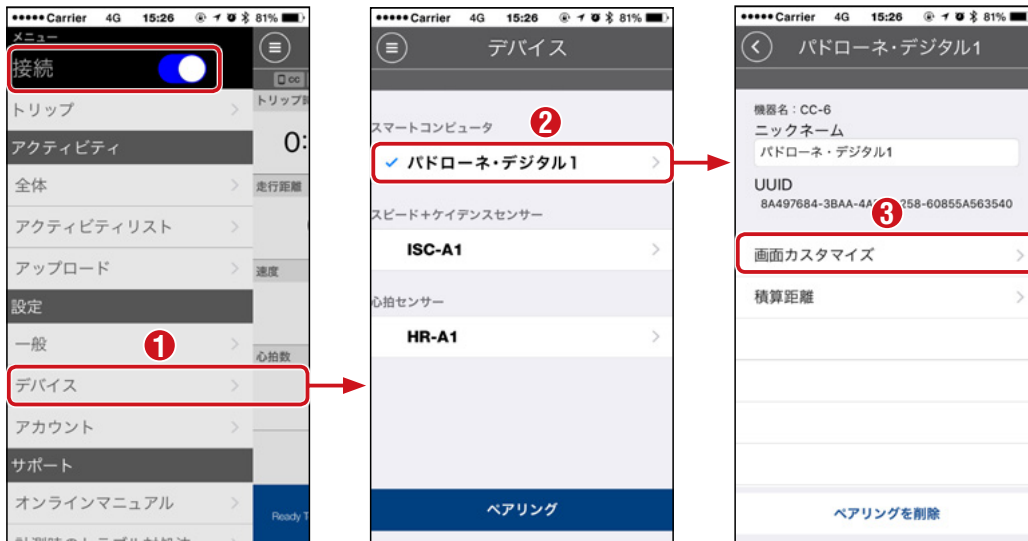 •••••Carrier 4G 15:26 81%
メニュー
接続
トリップ
アクティビティ
全体
アクティビティリスト
アップロード
設定
一般
1
デバイス
アカウント
サポート
オンラインマニュアル
cc
トリップ時
0:
走行距離
速度
心拍数
Ready T
•••••Carrier 4G 15:26 81%
デバイス
スマートコンピュータ
2
パドローネ・デジタル1
スピード+ケイデンスセンサー
ISC-A1
心拍センサー
HR-A1
ペアリング
•••••Carrier 4G 15:26 81%
パドローネ・デジタル1
機器名:CC-6
ニックネーム
パドローネ・デジタル1
UUID
8A497684-3BAA-4A 258-60855A563540
3
画面カスタマイズ
積算距離
ペアリングを削除